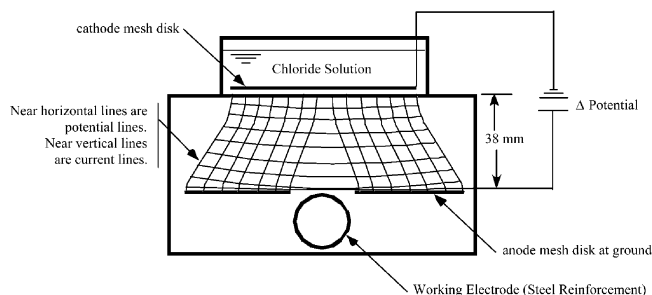 cathode mesh disk
Chloride Solution
Near horizontal lines are
potential lines.
Near vertical lines
are current lines.
Δ Potential
38 mm
anode mesh disk at ground
Working Electrode (Steel Reinforcement)